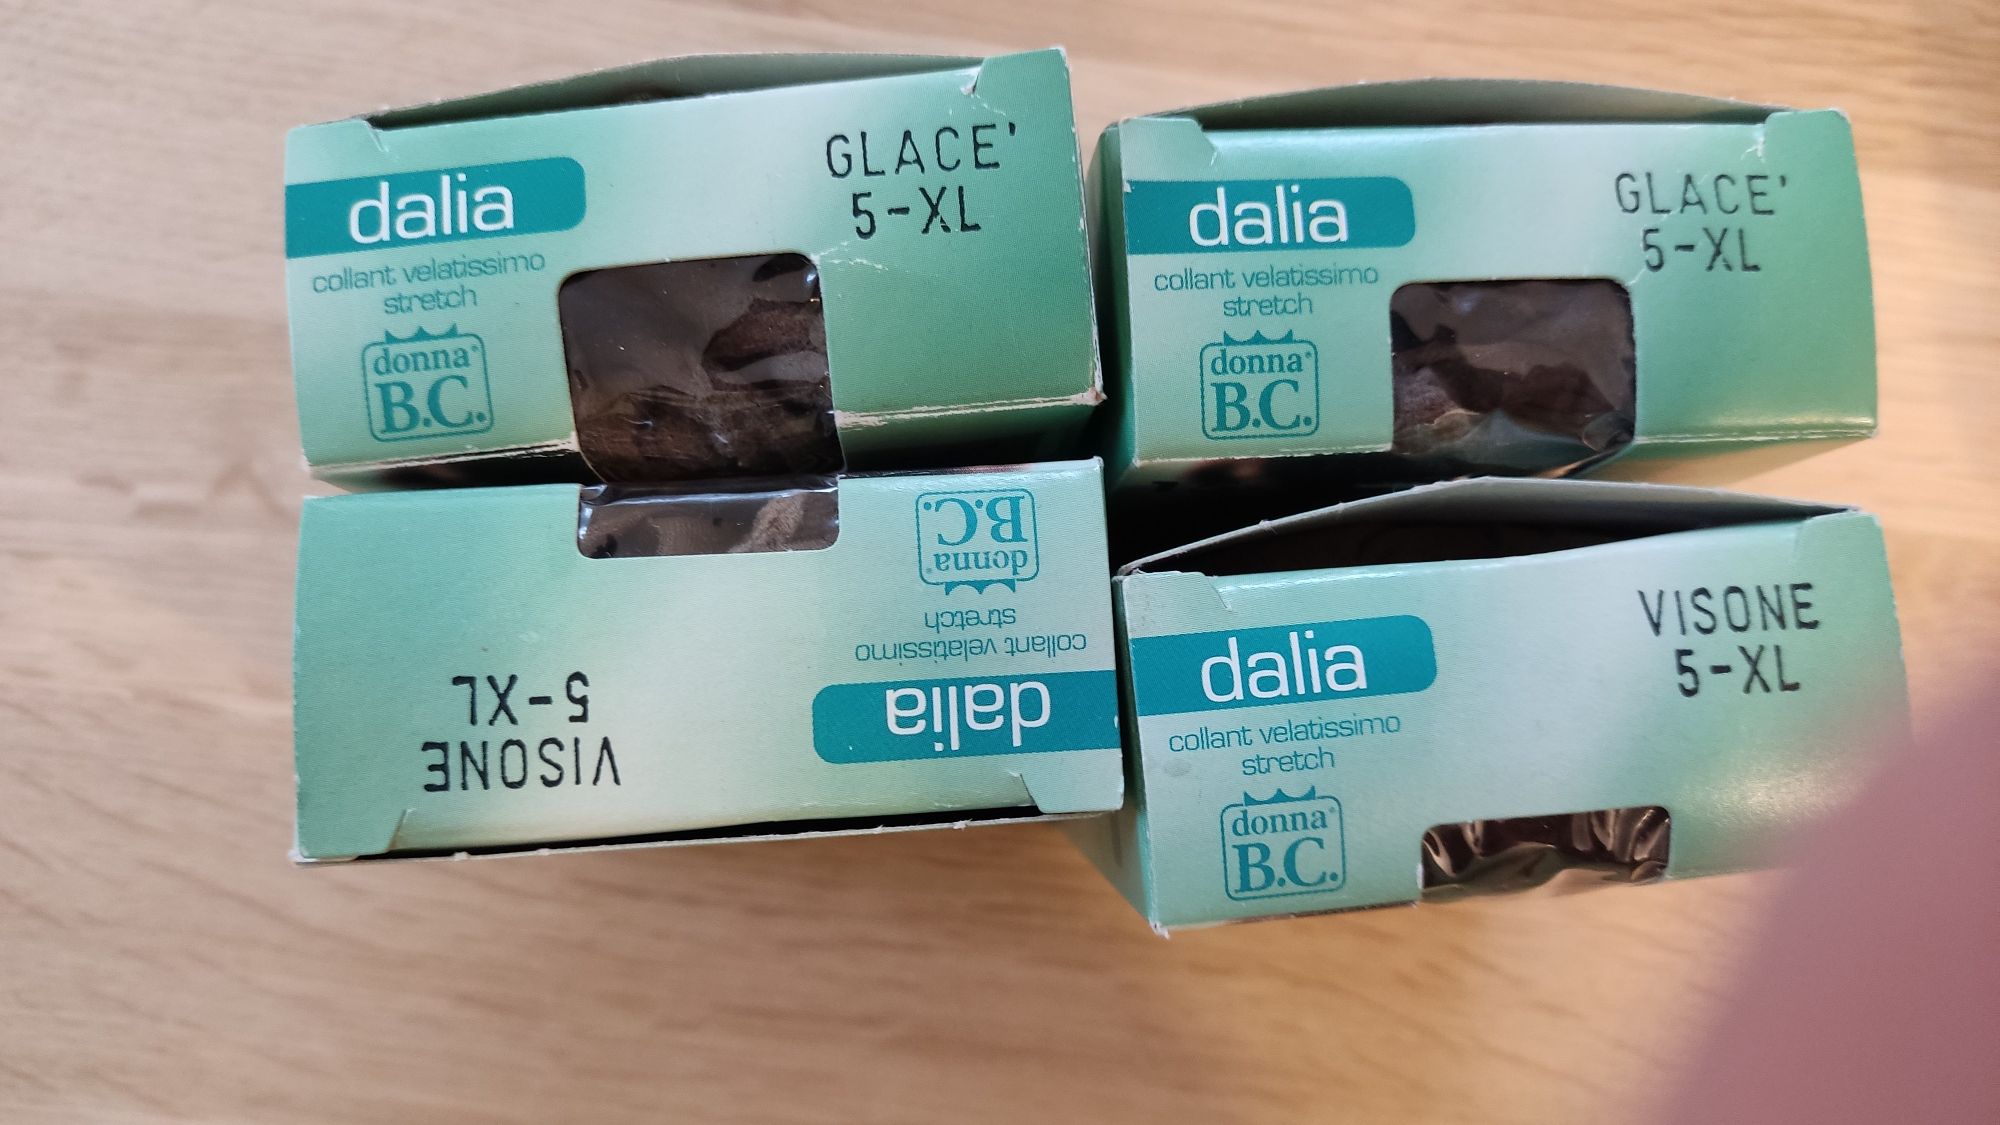 dalia
collant velatissimo
stretch
donna®
B.C.
GLACE'
5-XL
dalia
collant velatissimo
stretch
donna®
B.C.
GLACE'
5-XL
dalia
collant velatissimo
stretch
donna®
B.C.
VISONE
5-XL
dalia
collant velatissimo
stretch
donna®
B.C.
VISONE
5-XL